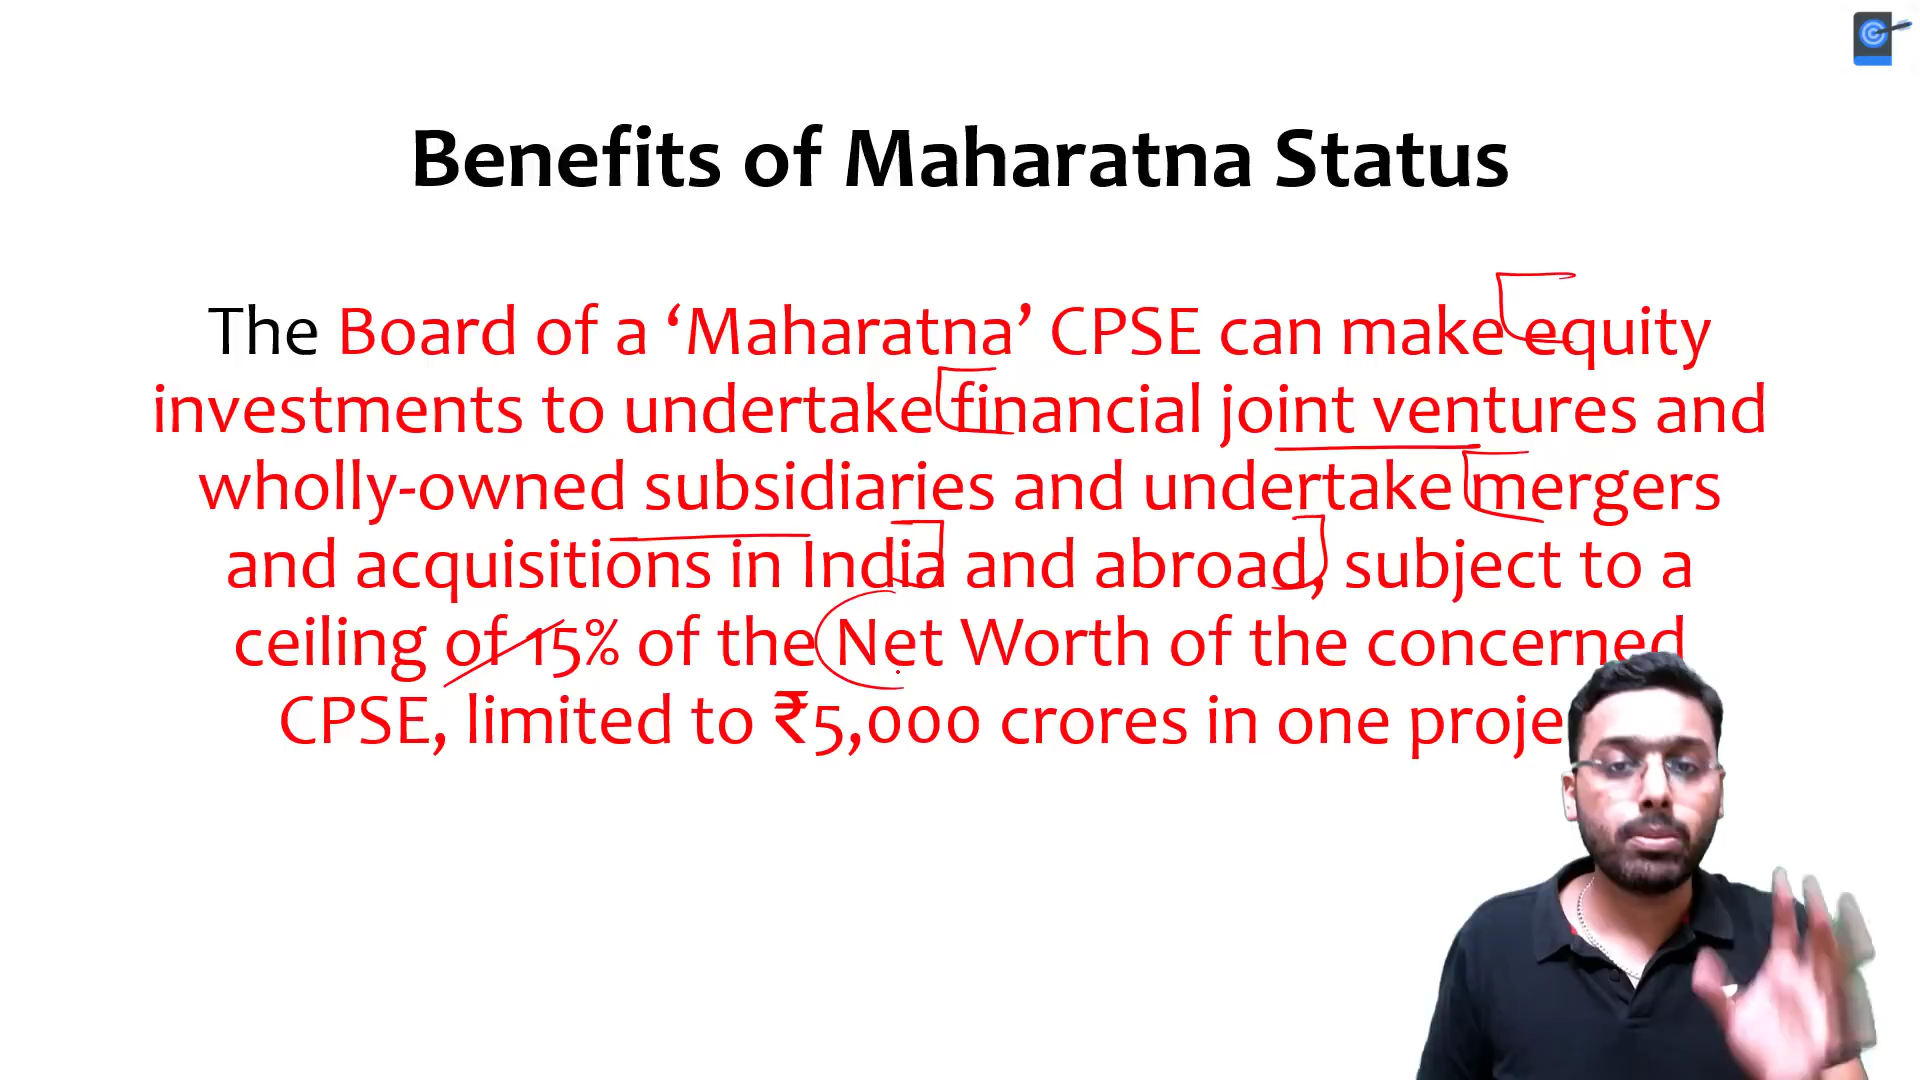 Benefits of Maharatna Status
The Board of a ‘Maharatna’ CPSE can make equity
investments to undertake financial joint ventures and
wholly-owned subsidiaries and undertake mergers
and acquisitions in India and abroad, subject to a
ceiling of 15% of the Net Worth of the concerned
CPSE, limited to ₹5,000 crores in one